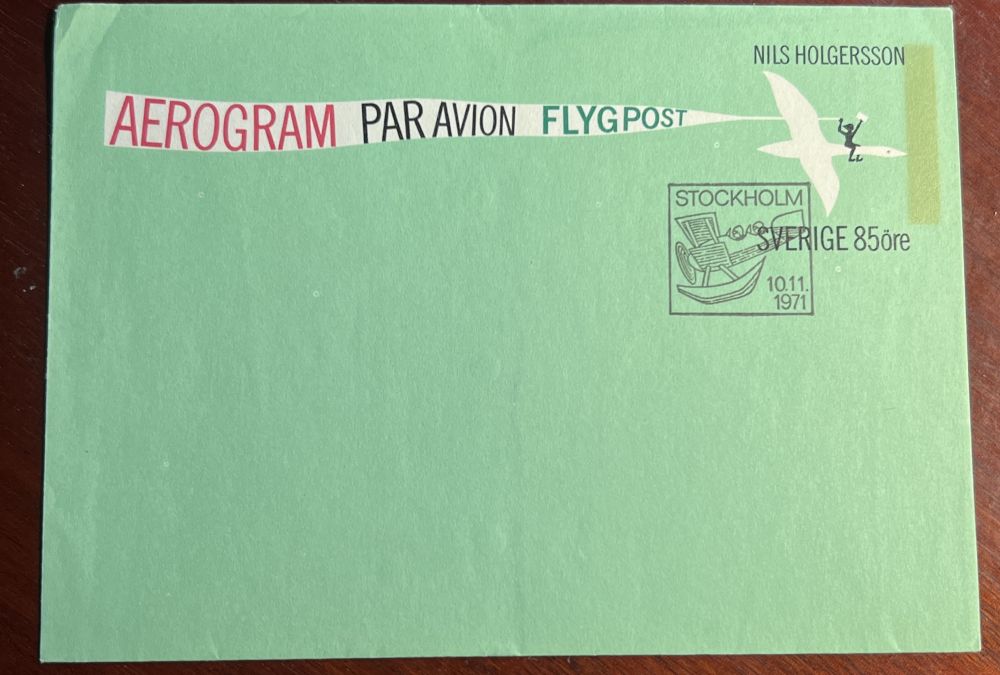 NILS HOLGERSSON
AEROGRAM PAR AVION FLYGPOST
STOCKHOLM
SVERIGE 85öre
10.11.
1971